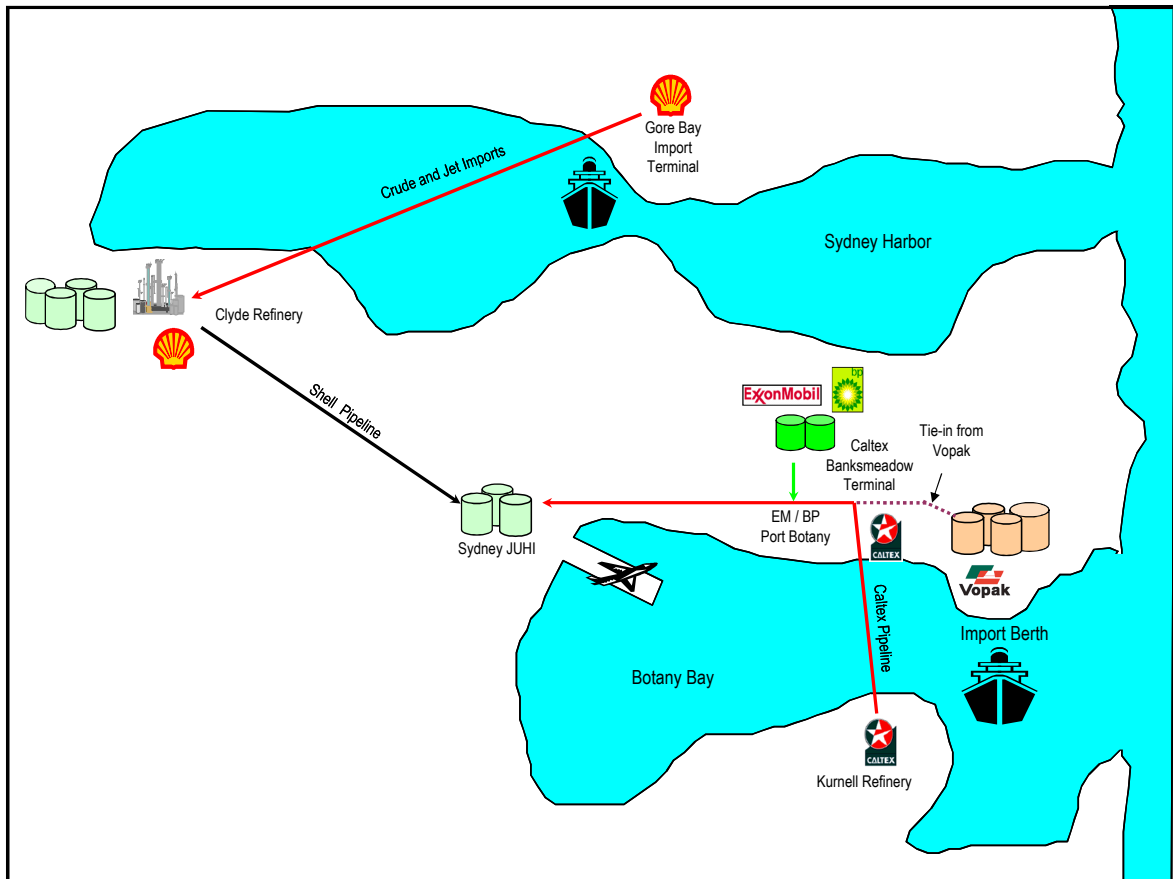 Gore Bay
Import
Terminal
Crude and Jet Imports
Sydney Harbor
Clyde Refinery
Shell Pipeline
bp
ExxonMobil
Caltex
Banksmeadow
Terminal
Tie-in from
Vopak
EM / BP
Port Botany
Sydney JUHI
CALTEX
Vopak
Caltex Pipeline
Import Berth
Botany Bay
CALTEX
Kurnell Refinery